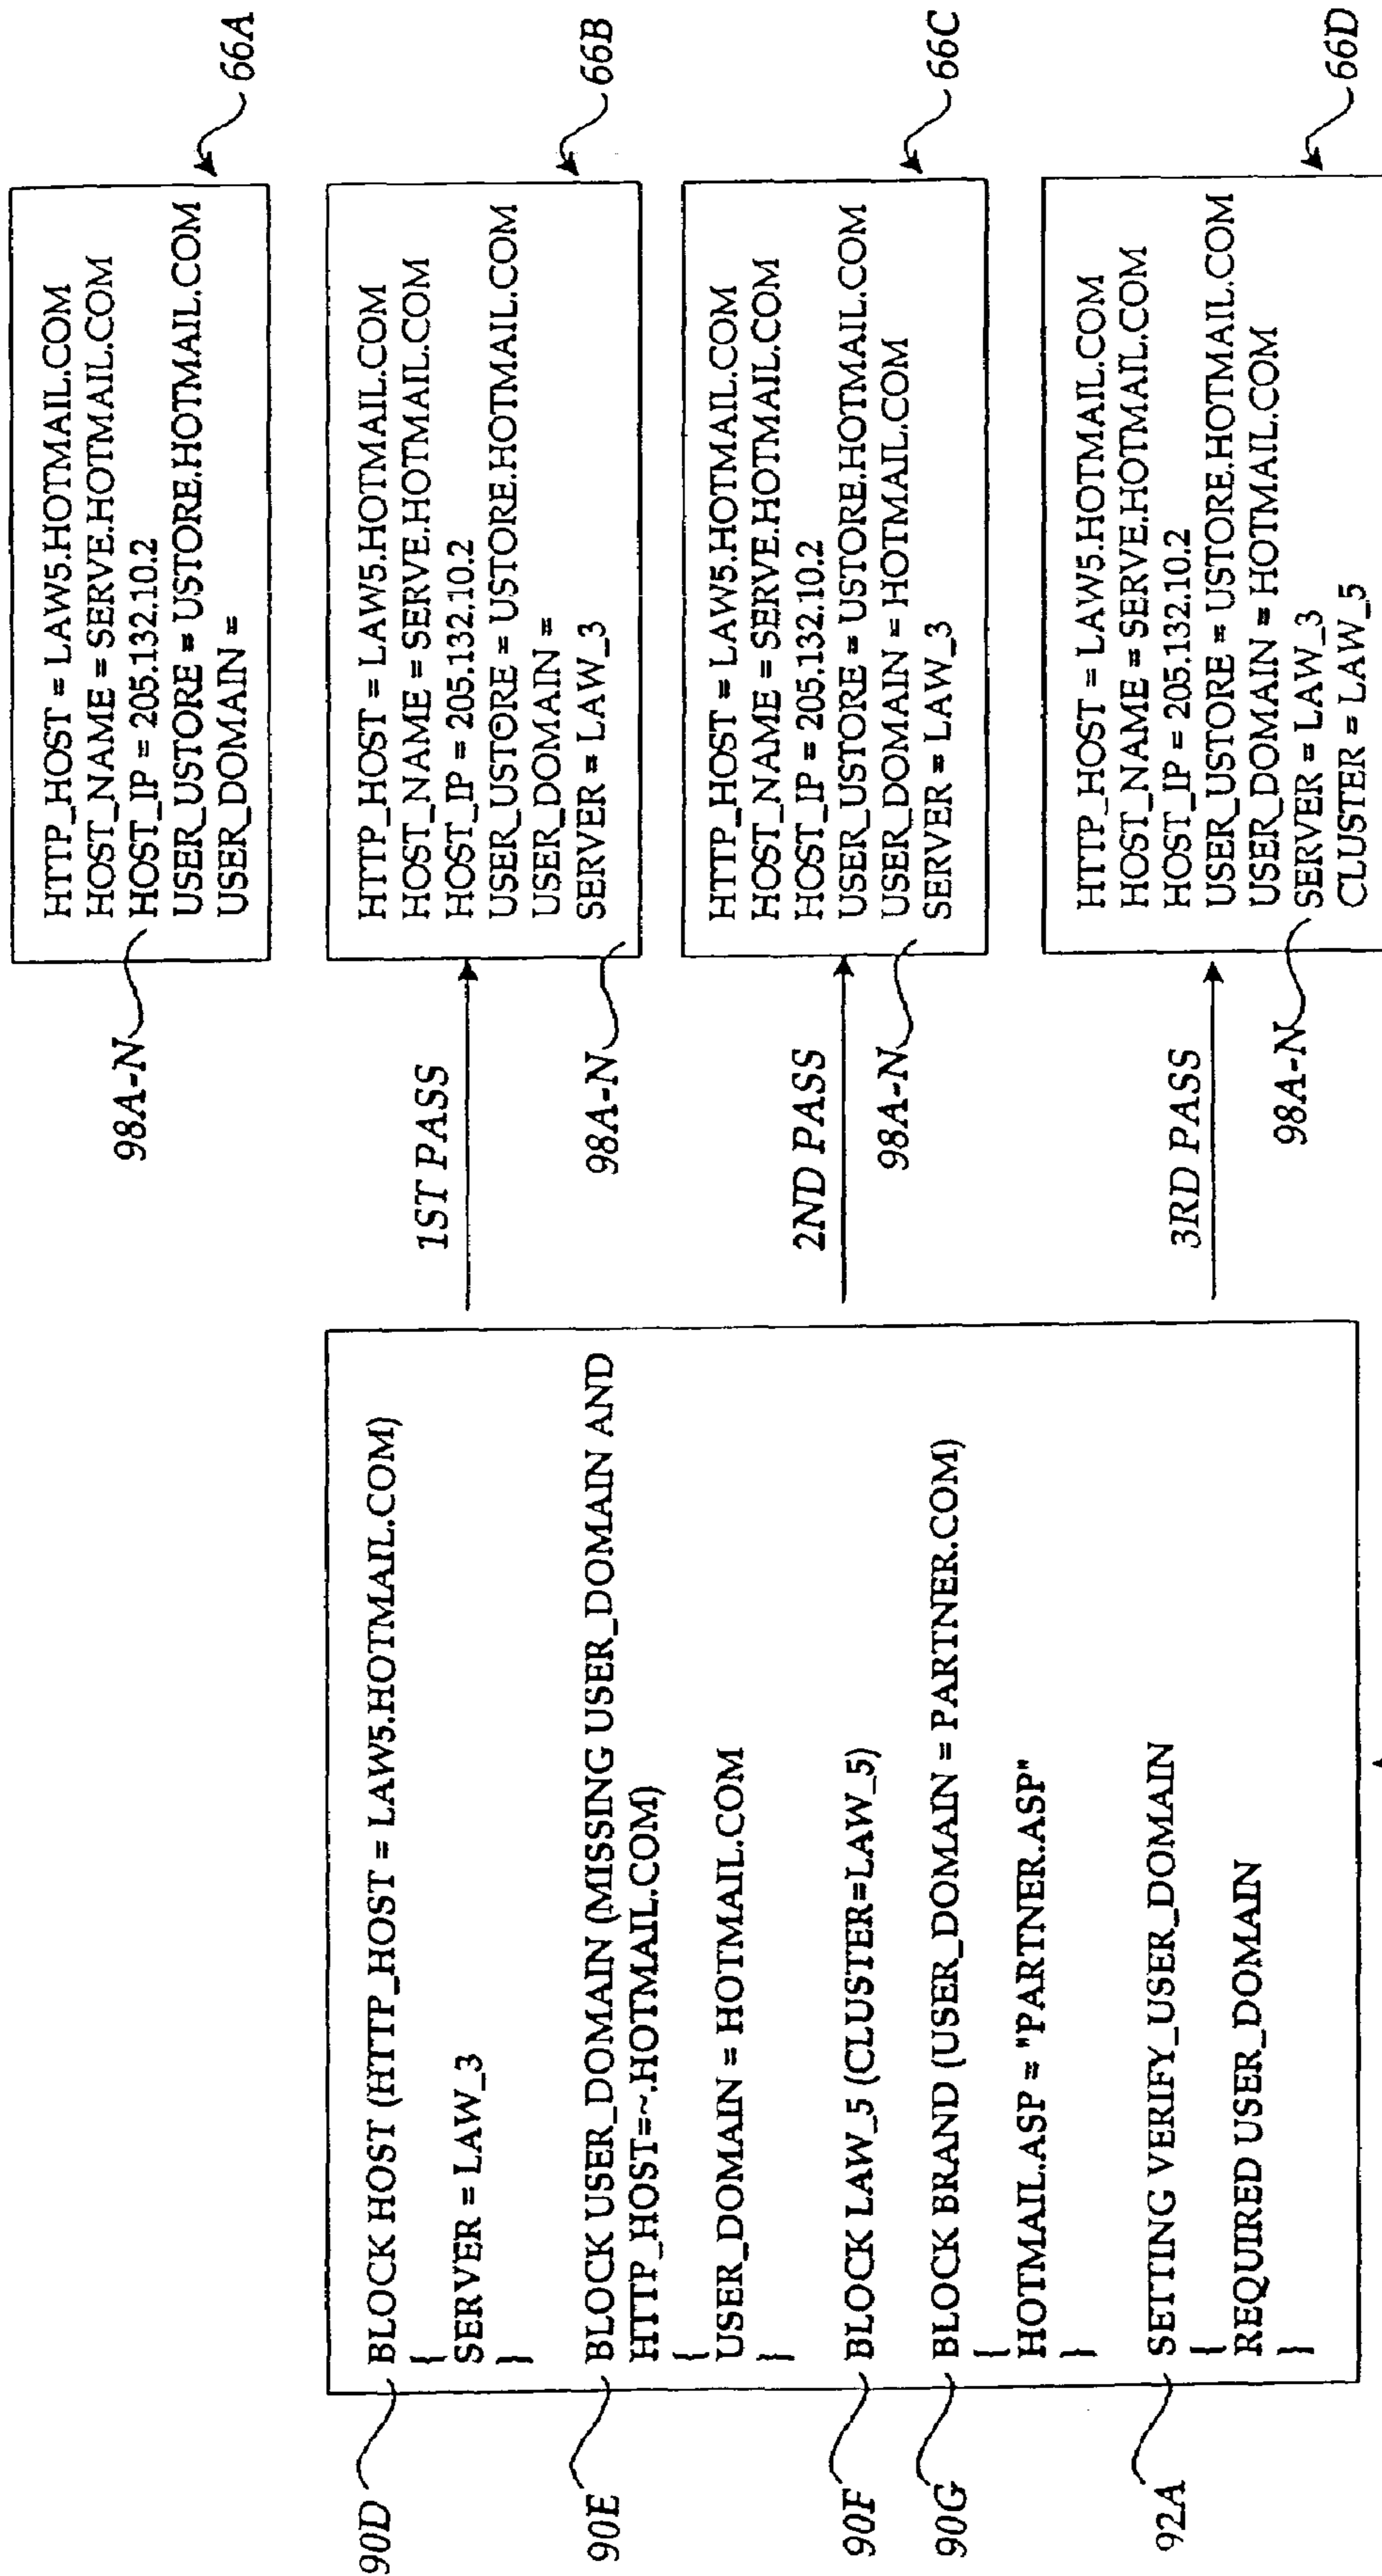 98A-N
HTTP_HOST = LAW5.HOTMAIL.COM
HOST_NAME = SERVE.HOTMAIL.COM
HOST_IP = 205.132.10.2
USER_USTORE = USTORE.HOTMAIL.COM
USER_DOMAIN =
66A
90D
BLOCK HOST (HTTP_HOST = LAW5.HOTMAIL.COM)
{
SERVER = LAW_3
}
90E
BLOCK USER_DOMAIN (MISSING USER_DOMAIN AND
HTTP_HOST=~.HOTMAIL.COM)
{
USER_DOMAIN = HOTMAIL.COM
}
90F
BLOCK LAW_5 (CLUSTER=LAW_5)
90G
BLOCK BRAND (USER_DOMAIN = PARTNER.COM)
{
HOTMAIL.ASP = "PARTNER.ASP"
}
92A
SETTING VERIFY_USER_DOMAIN
{
REQUIRED USER_DOMAIN
}
1ST PASS
98A-N
HTTP_HOST = LAW5.HOTMAIL.COM
HOST_NAME = SERVE.HOTMAIL.COM
HOST_IP = 205.132.10.2
USER_USTORE = USTORE.HOTMAIL.COM
USER_DOMAIN =
SERVER = LAW_3
66B
2ND PASS
98A-N
HTTP_HOST = LAW5.HOTMAIL.COM
HOST_NAME = SERVE.HOTMAIL.COM
HOST_IP = 205.132.10.2
USER_USTORE = USTORE.HOTMAIL.COM
USER_DOMAIN = HOTMAIL.COM
SERVER = LAW_3
66C
3RD PASS
98A-N
HTTP_HOST = LAW5.HOTMAIL.COM
HOST_NAME = SERVE.HOTMAIL.COM
HOST_IP = 205.132.10.2
USER_USTORE = USTORE.HOTMAIL.COM
USER_DOMAIN = HOTMAIL.COM
SERVER = LAW_3
CLUSTER = LAW_5
66D